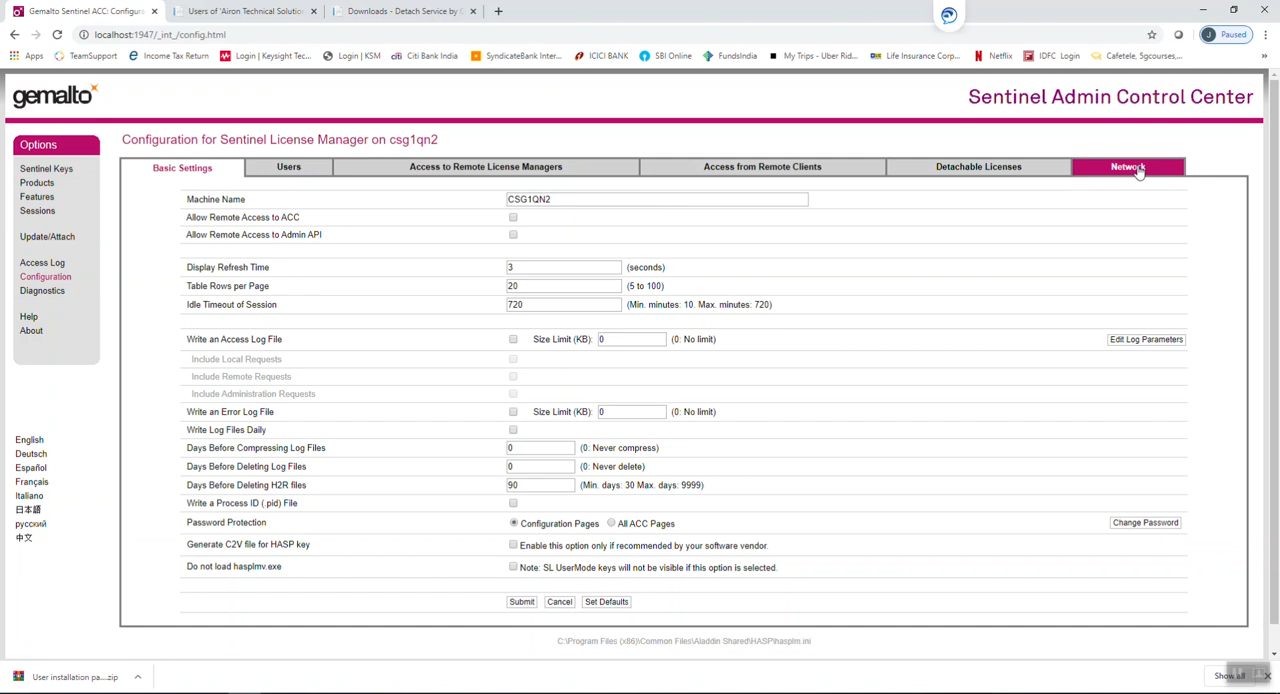 Gemalto Sentinel ACC: Configura
Users of 'Airon Technical Solution
Downloads - Detach Service by C
localhost:1947/_int_/config.html
J Paused
Apps TeamSupport Income Tax Return Login | Keysight Tec... Login | KSM Citi Bank India SyndicateBank Inter... ICICI BANK SBI Online FundsIndia My Trips - Uber Rid... Life Insurance Corp... Netflix IDFC Login Cafetele, 5gcourses,... »
gemalto
Sentinel Admin Control Center
Options
Sentinel Keys
Products
Features
Sessions
Update/Attach
Access Log
Configuration
Diagnostics
Help
About
English
Deutsch
Español
Français
Italiano
日本語
русский
中文
Configuration for Sentinel License Manager on csg1qn2
Basic Settings Users Access to Remote License Managers Access from Remote Clients Detachable Licenses Network
Machine Name CSG1QN2
Allow Remote Access to ACC
Allow Remote Access to Admin API
Display Refresh Time 3 (seconds)
Table Rows per Page 20 (5 to 100)
Idle Timeout of Session 720 (Min. minutes: 10. Max. minutes: 720)
Write an Access Log File Size Limit (KB): 0 (0: No limit) Edit Log Parameters
Include Local Requests
Include Remote Requests
Include Administration Requests
Write an Error Log File Size Limit (KB): 0 (0: No limit)
Write Log Files Daily
Days Before Compressing Log Files 0 (0: Never compress)
Days Before Deleting Log Files 0 (0: Never delete)
Days Before Deleting H2R files 90 (Min. days: 30 Max. days: 9999)
Write a Process ID (.pid) File
Password Protection Configuration Pages All ACC Pages Change Password
Generate C2V file for HASP key Enable this option only if recommended by your software vendor.
Do not load hasplmv.exe Note: SL UserMode keys will not be visible if this option is selected.
Submit Cancel Set Defaults
C:\Program Files (x86)\Common Files\Aladdin Shared\HASP\hasplm.ini
User installation pa....zip
Show all